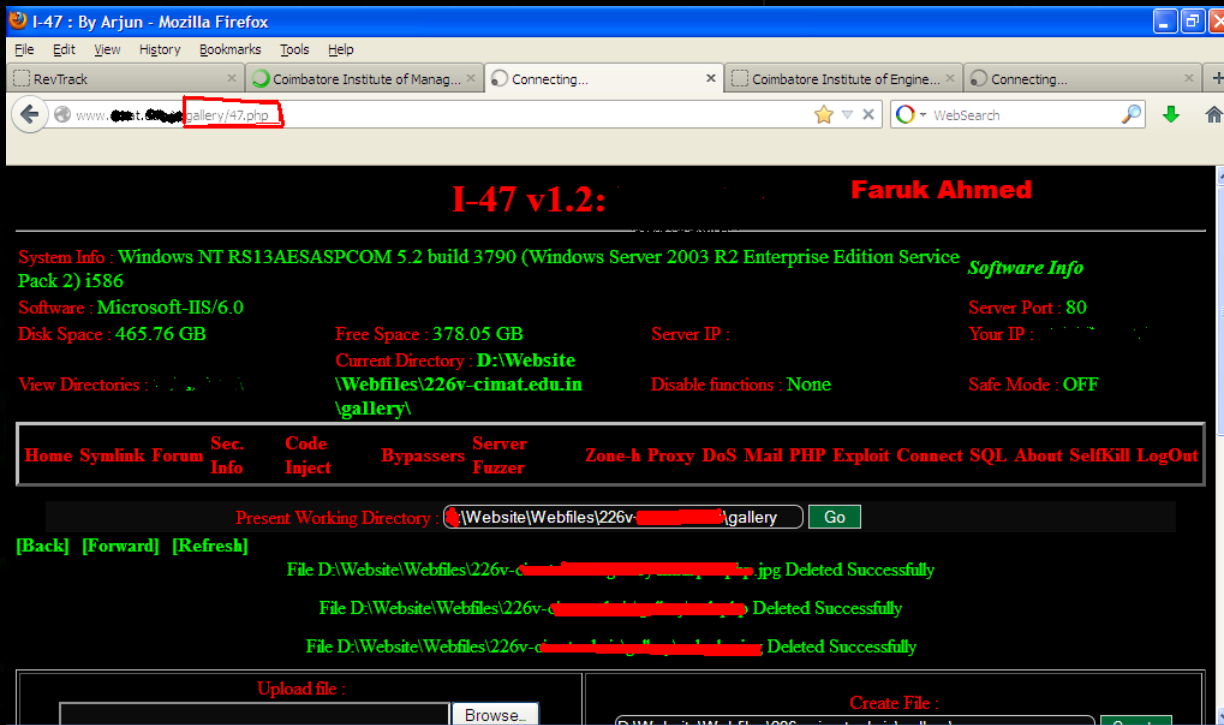 I-47 : By Arjun - Mozilla Firefox
File Edit View History Bookmarks Tools Help
RevTrack
Coimbatore Institute of Manag...
Connecting...
Coimbatore Institute of Engine...
Connecting...
www. gallery/47.php
WebSearch
I-47 v1.2:
Faruk Ahmed
System Info : Windows NT RS13AESASPCOM 5.2 build 3790 (Windows Server 2003 R2 Enterprise Edition Service
Pack 2) i586
Software Info
Software : Microsoft-IIS/6.0
Server Port : 80
Disk Space : 465.76 GB
Free Space : 378.05 GB
Server IP :
Your IP :
View Directories :
Current Directory : D:\Website
\Webfiles\226v-cimat.edu.in
\gallery\
Disable functions : None
Safe Mode : OFF
Home Symlink Forum Sec. Info Code Inject Bypassers Server Fuzzer Zone-h Proxy DoS Mail PHP Exploit Connect SQL About SelfKill LogOut
Present Working Directory : :\Website\Webfiles\226v- \gallery Go
[Back] [Forward] [Refresh]
File D:\Website\Webfiles\226v- .jpg Deleted Successfully
File D:\Website\Webfiles\226v- Deleted Successfully
File D:\Website\Webfiles\226v- Deleted Successfully
Upload file :
Browse...
Create File :